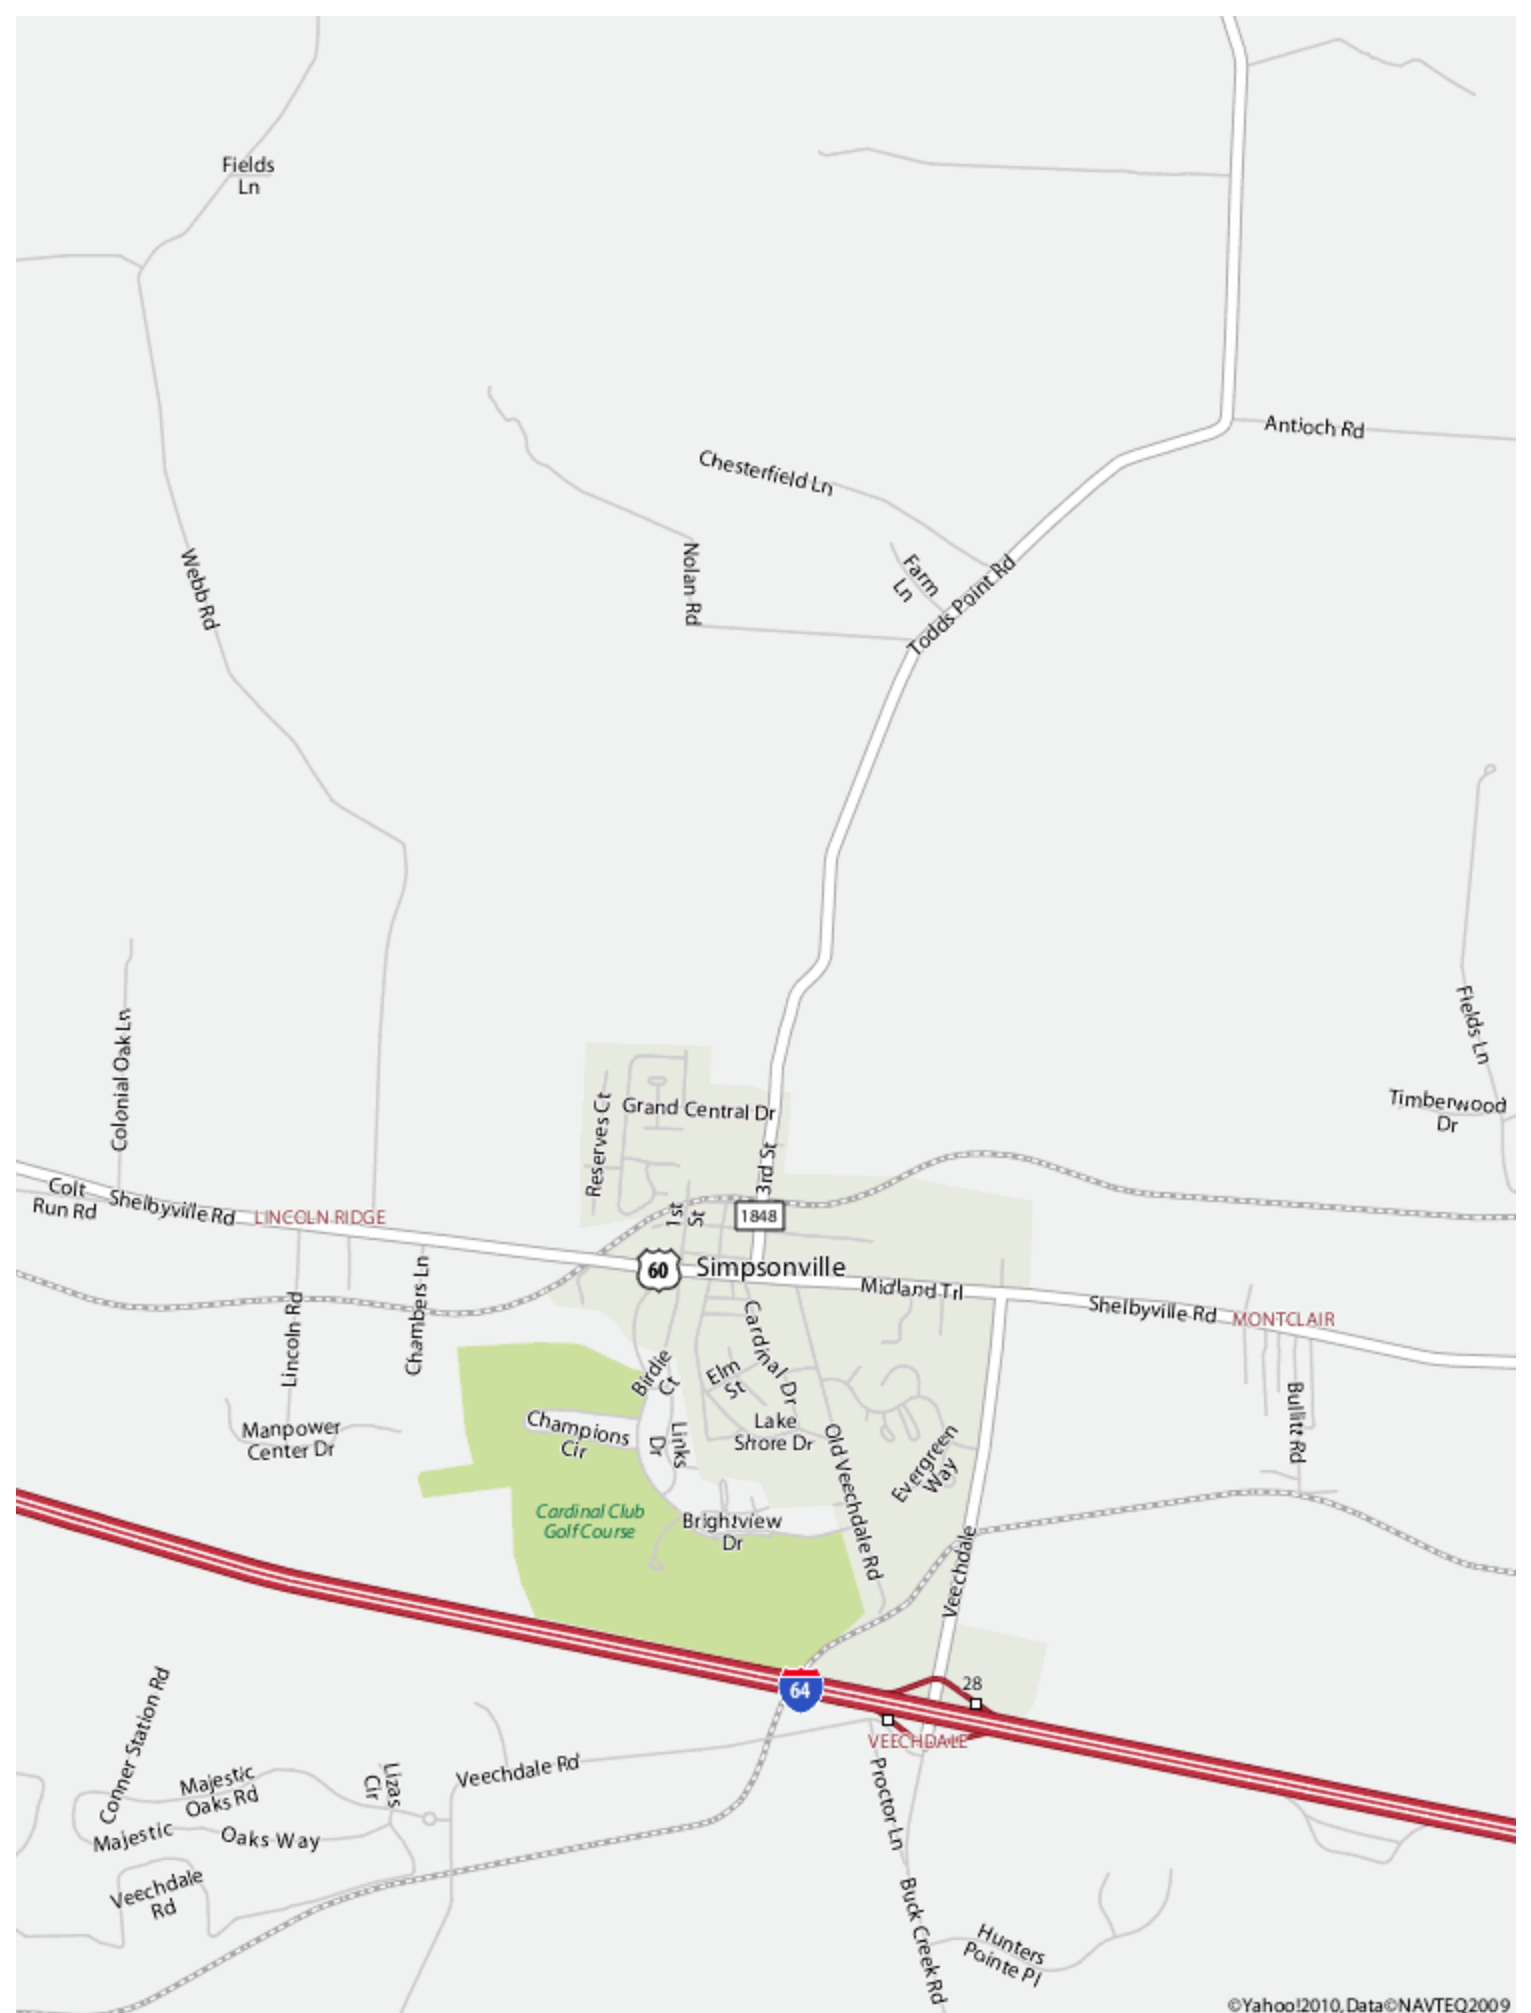 Fields
Ln
Antioch Rd
Chesterfield Ln
Farm
Ln
Todds Point Rd
Nolan Rd
Webb Rd
Fields Ln
Timberwood
Dr
Colonial Oak Ln
Reserves Ct
Grand Central Dr
3rd St
1st
St
1848
Colt
Run Rd
Shelbyville Rd
LINCOLN RIDGE
60
Simpsonville
Midland Trl
Shelbyville Rd
MONTCLAIR
Lincoln Rd
Chambers Ln
Birdie
Ct
Elm
St
Cardinal Dr
Bullitt Rd
Manpower
Center Dr
Champions
Cir
Links
Dr
Lake
Shore Dr
Old Veechdale Rd
Evergreen
Way
Cardinal Club
Golf Course
Brightview
Dr
Veechdale
64
28
VEECHDALE
Conner Station Rd
Majestic
Oaks Rd
Lizas
Cir
Veechdale Rd
Proctor Ln
Majestic
Oaks Way
Veechdale
Rd
Buck Creek Rd
Hunters
Pointe Pl
©Yahoo!2010, Data©NAVTEQ2009